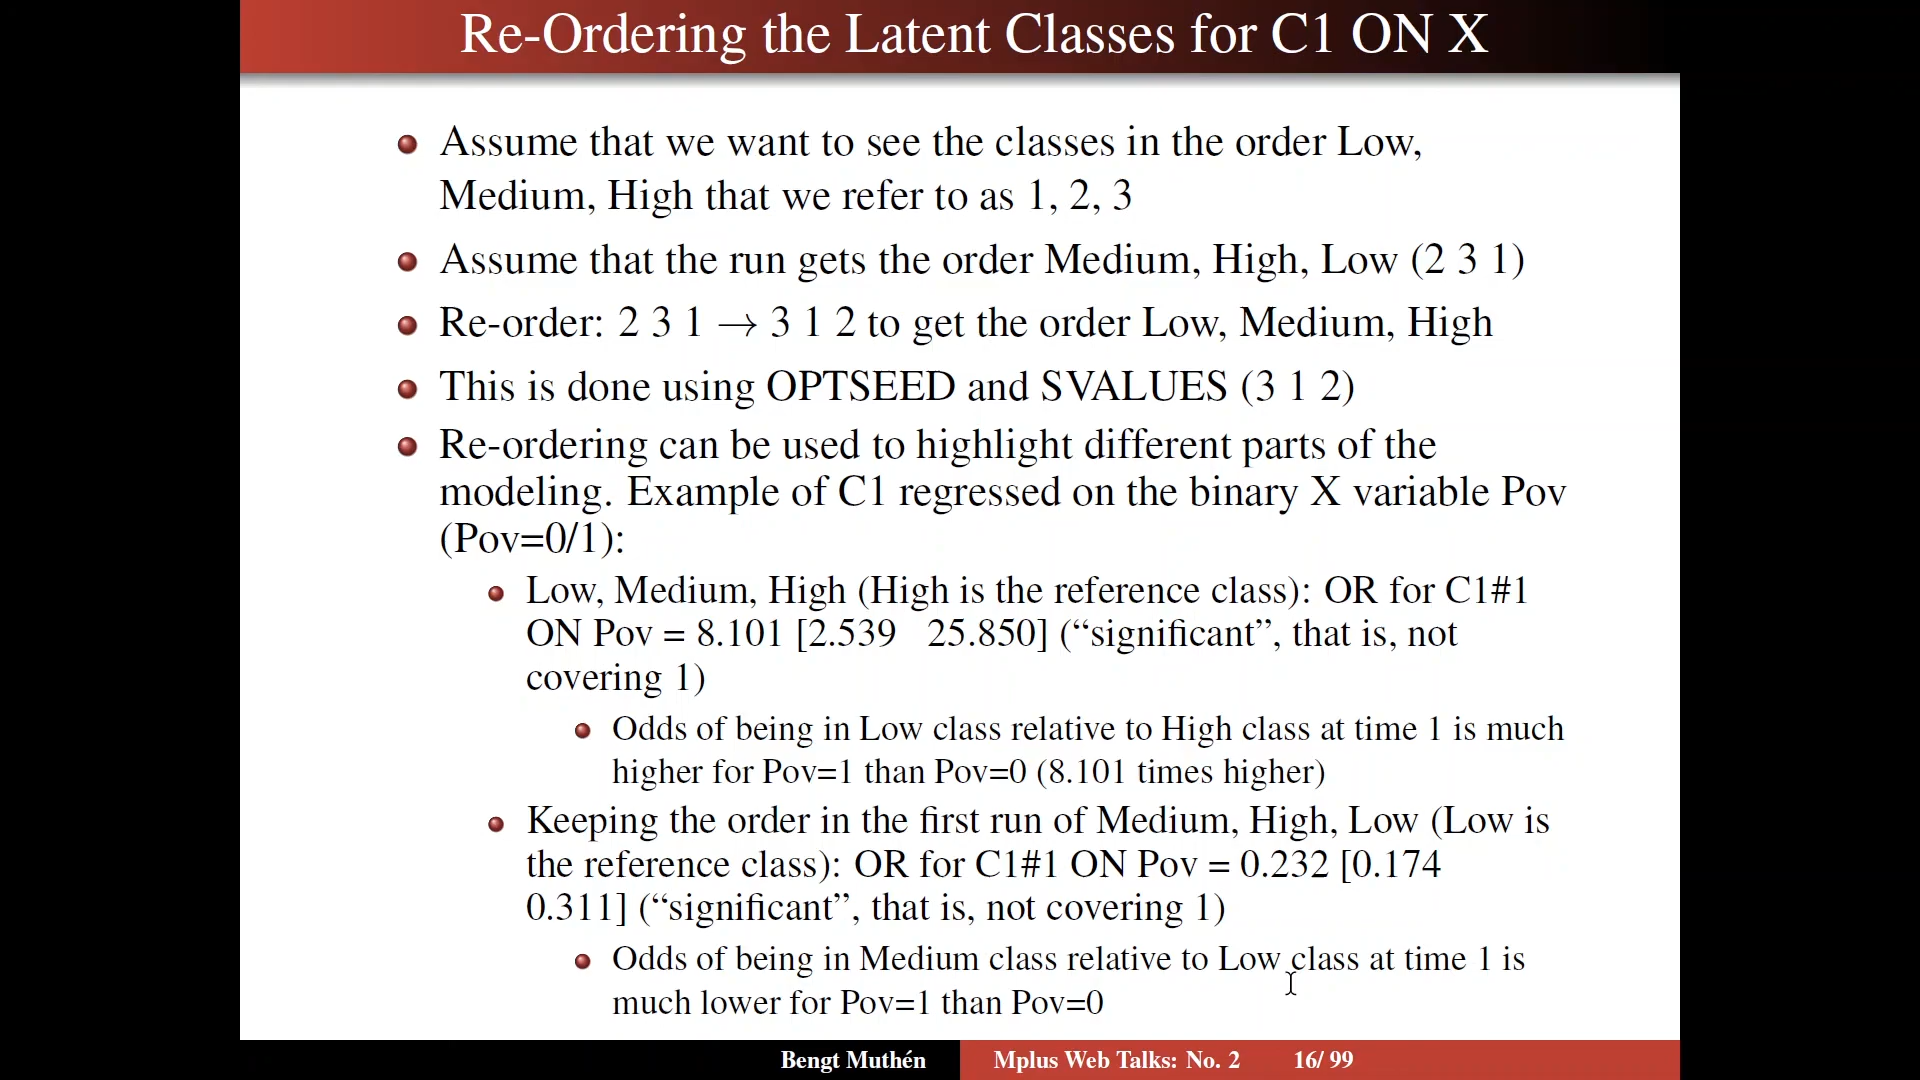 Re-Ordering the Latent Classes for C1 ON X
Assume that we want to see the classes in the order Low,
Medium, High that we refer to as 1, 2, 3
Assume that the run gets the order Medium, High, Low (2 3 1)
Re-order: 2 3 1 → 3 1 2 to get the order Low, Medium, High
This is done using OPTSEED and SVALUES (3 1 2)
Re-ordering can be used to highlight different parts of the
modeling. Example of C1 regressed on the binary X variable Pov
(Pov=0/1):
Low, Medium, High (High is the reference class): OR for C1#1
ON Pov = 8.101 [2.539 25.850] (“significant”, that is, not
covering 1)
Odds of being in Low class relative to High class at time 1 is much
higher for Pov=1 than Pov=0 (8.101 times higher)
Keeping the order in the first run of Medium, High, Low (Low is
the reference class): OR for C1#1 ON Pov = 0.232 [0.174
0.311] (“significant”, that is, not covering 1)
Odds of being in Medium class relative to Low class at time 1 is
much lower for Pov=1 than Pov=0
Bengt Muthén Mplus Web Talks: No. 2 16/ 99